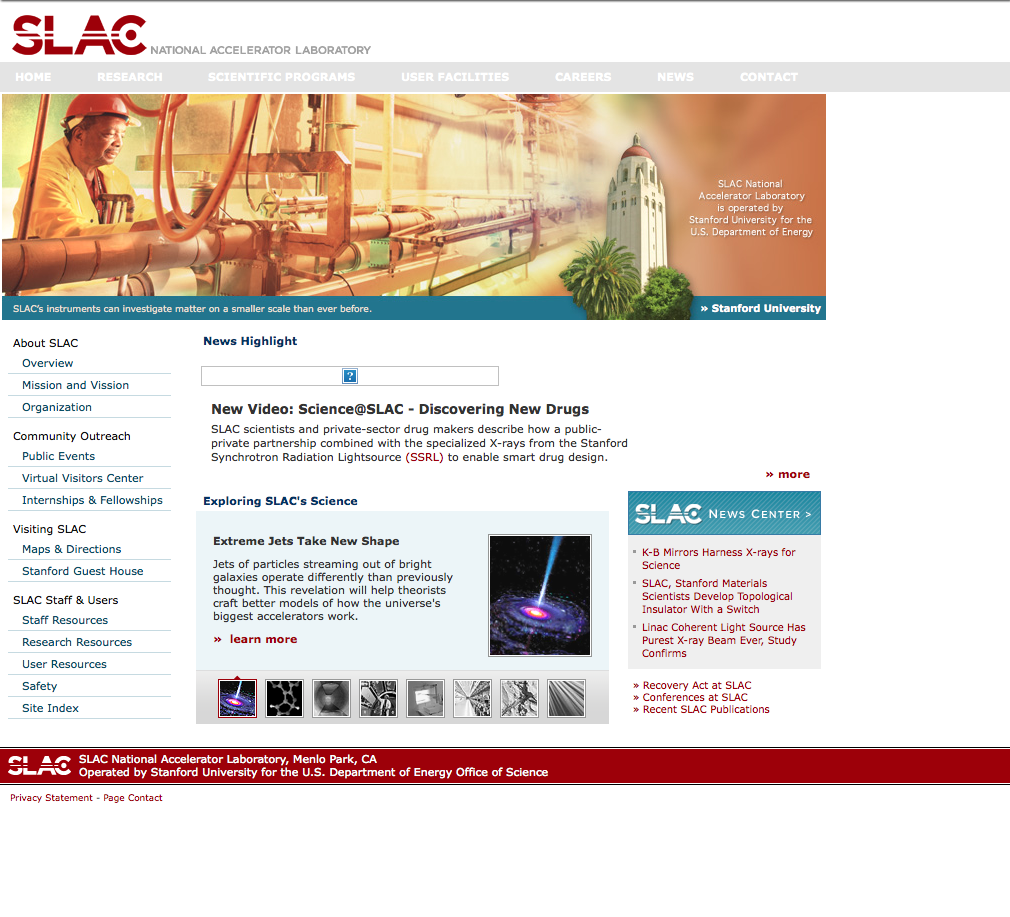 SLAC NATIONAL ACCELERATOR LABORATORY
HOME RESEARCH SCIENTIFIC PROGRAMS USER FACILITIES CAREERS NEWS CONTACT
SLAC National
Accelerator Laboratory
is operated by
Stanford University for the
U.S. Department of Energy
SLAC's instruments can investigate matter on a smaller scale than ever before.
» Stanford University
About SLAC
Overview
Mission and Vission
Organization
Community Outreach
Public Events
Virtual Visitors Center
Internships & Fellowships
Visiting SLAC
Maps & Directions
Stanford Guest House
SLAC Staff & Users
Staff Resources
Research Resources
User Resources
Safety
Site Index
News Highlight
?
New Video: Science@SLAC - Discovering New Drugs
SLAC scientists and private-sector drug makers describe how a public-
private partnership combined with the specialized X-rays from the Stanford
Synchrotron Radiation Lightsource (SSRL) to enable smart drug design.
» more
Exploring SLAC's Science
Extreme Jets Take New Shape
Jets of particles streaming out of bright
galaxies operate differently than previously
thought. This revelation will help theorists
craft better models of how the universe's
biggest accelerators work.
» learn more
SLAC NEWS CENTER >
K-B Mirrors Harness X-rays for
Science
SLAC, Stanford Materials
Scientists Develop Topological
Insulator With a Switch
Linac Coherent Light Source Has
Purest X-ray Beam Ever, Study
Confirms
» Recovery Act at SLAC
» Conferences at SLAC
» Recent SLAC Publications
SLAC
SLAC National Accelerator Laboratory, Menlo Park, CA
Operated by Stanford University for the U.S. Department of Energy Office of Science
Privacy Statement - Page Contact